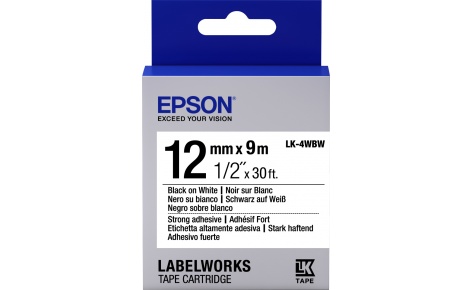 EPSON
EXCEED YOUR VISION
12 mm x 9 m LK-4WBW
1/2" x 30 ft.
Black on White | Noir sur Blanc
Nero su bianco | Schwarz auf Weiß
Negro sobre blanco
Strong adhesive | Adhésif Fort
Etichetta altamente adesiva | Stark haftend
Adhesivo fuerte
LABELWORKS
TAPE CARTRIDGE
LK
TAPE